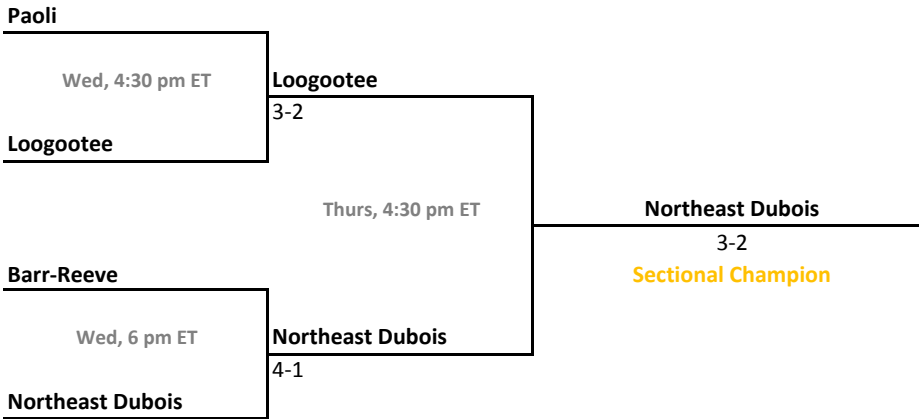 Paoli
Wed, 4:30 pm ET
Loogootee
3-2
Loogootee
Thurs, 4:30 pm ET
Northeast Dubois
3-2
Sectional Champion
Barr-Reeve
Wed, 6 pm ET
Northeast Dubois
4-1
Northeast Dubois